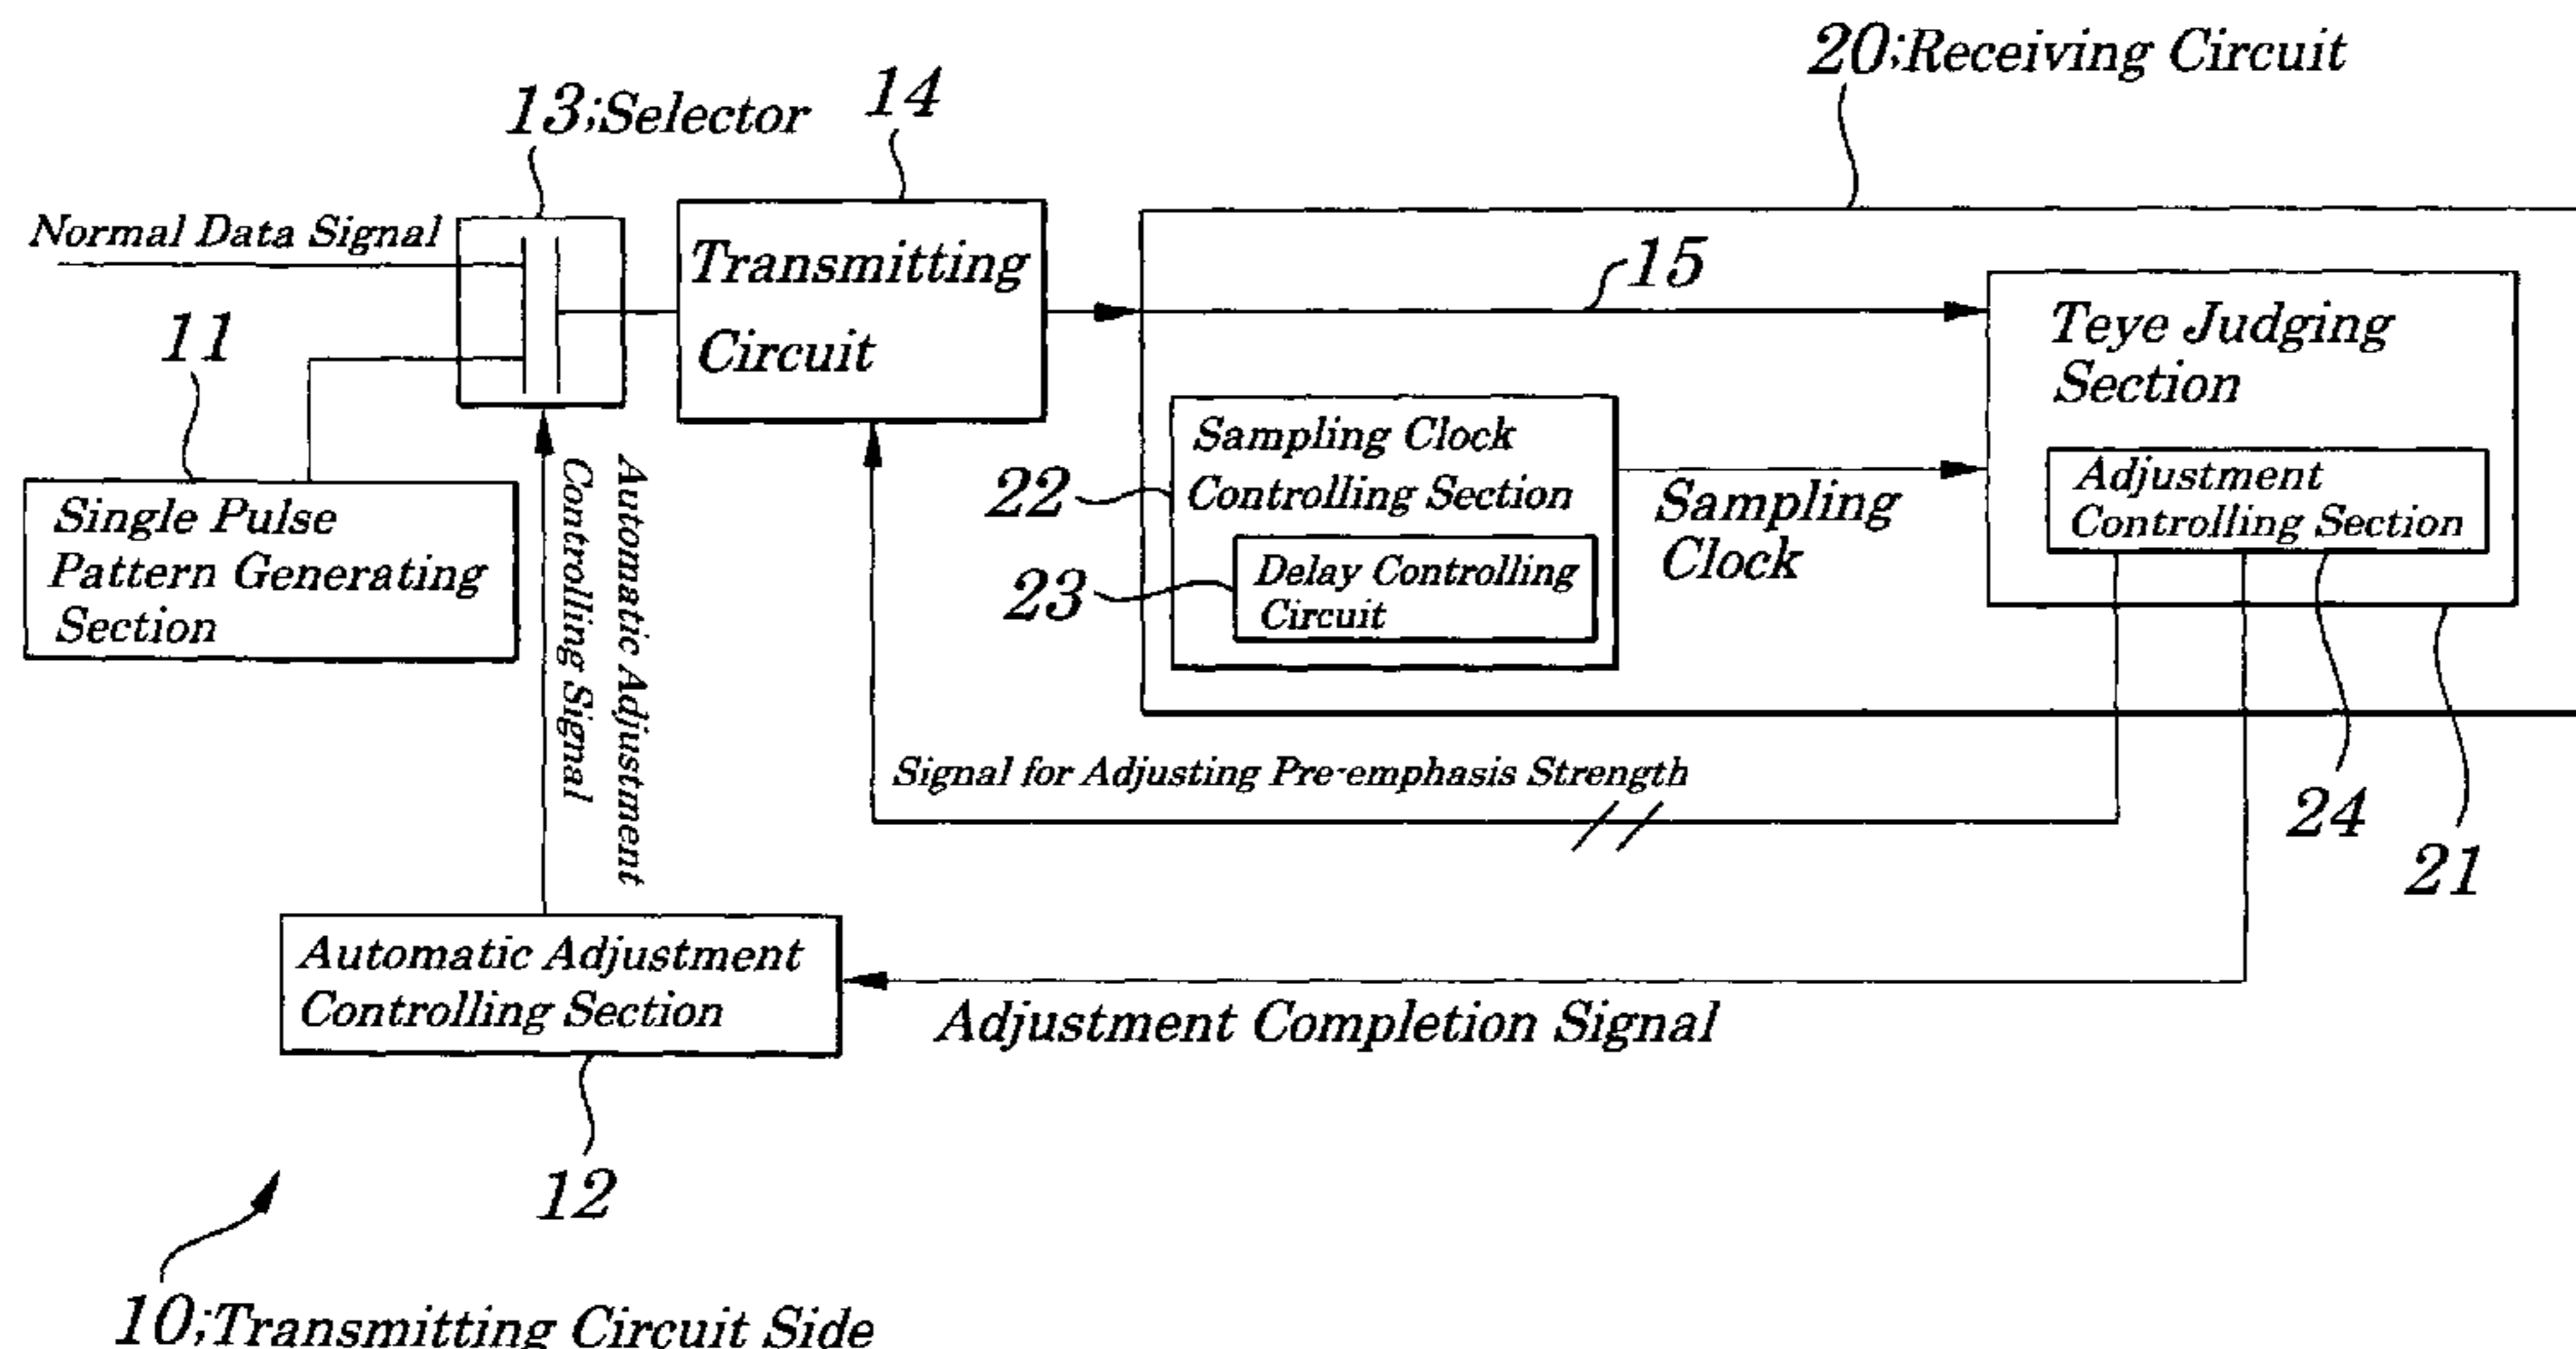 20;Receiving Circuit
13;Selector
14
Normal Data Signal
Transmitting
Circuit
15
Teye Judging
Section
11
Sampling Clock
Controlling Section
22
Sampling
Clock
Adjustment
Controlling Section
Single Pulse
Pattern Generating
Section
Automatic Adjustment
Controlling Signal
23
Delay Controlling
Circuit
Signal for Adjusting Pre-emphasis Strength
24
21
Automatic Adjustment
Controlling Section
Adjustment Completion Signal
12
10;Transmitting Circuit Side